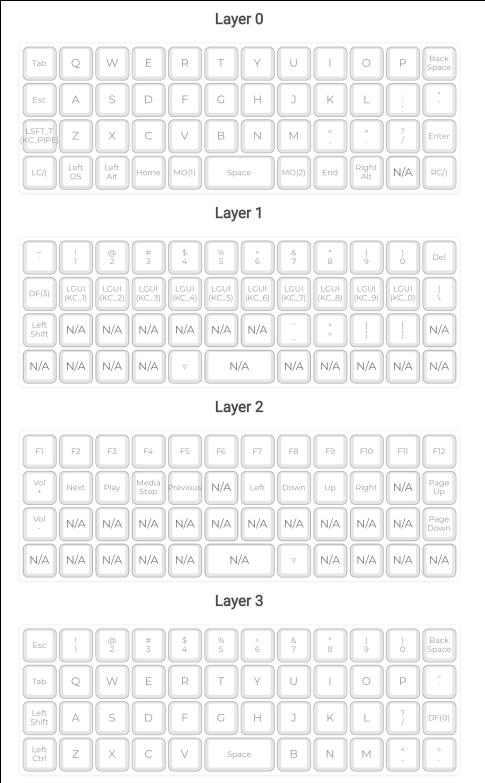 Layer 0
Tab Q W E R T Y U I O P Back Space
Esc A S D F G H J K L : ; " '
LSFT_T (KC_PIPE) Z X C V B N M < , > . ? / Enter
LC/( Left OS Left Alt Home MO(1) Space MO(2) End Right Alt N/A RC/)
Layer 1
~ ` ! 1 @ 2 # 3 $ 4 % 5 ^ 6 & 7 * 8 ( 9 ) 0 Del
DF(3) LGUI (KC_1) LGUI (KC_2) LGUI (KC_3) LGUI (KC_4) LGUI (KC_5) LGUI (KC_6) LGUI (KC_7) LGUI (KC_8) LGUI (KC_9) LGUI (KC_0) | \
Left Shift N/A N/A N/A N/A N/A N/A _ - + = { [ } ] N/A
N/A N/A N/A N/A ▽ N/A N/A N/A N/A N/A N/A
Layer 2
F1 F2 F3 F4 F5 F6 F7 F8 F9 F10 F11 F12
Vol + Next Play Media Stop Previous N/A Left Down Up Right N/A Page Up
Vol - N/A N/A N/A N/A N/A N/A N/A N/A N/A N/A Page Down
N/A N/A N/A N/A N/A N/A ▽ N/A N/A N/A N/A
Layer 3
Esc ! 1 @ 2 # 3 $ 4 % 5 ^ 6 & 7 * 8 ( 9 ) 0 Back Space
Tab Q W E R T Y U I O P ~ `
Left Shift A S D F G H J K L ? / DF(0)
Left Ctrl Z X C V Space B N M < , > .